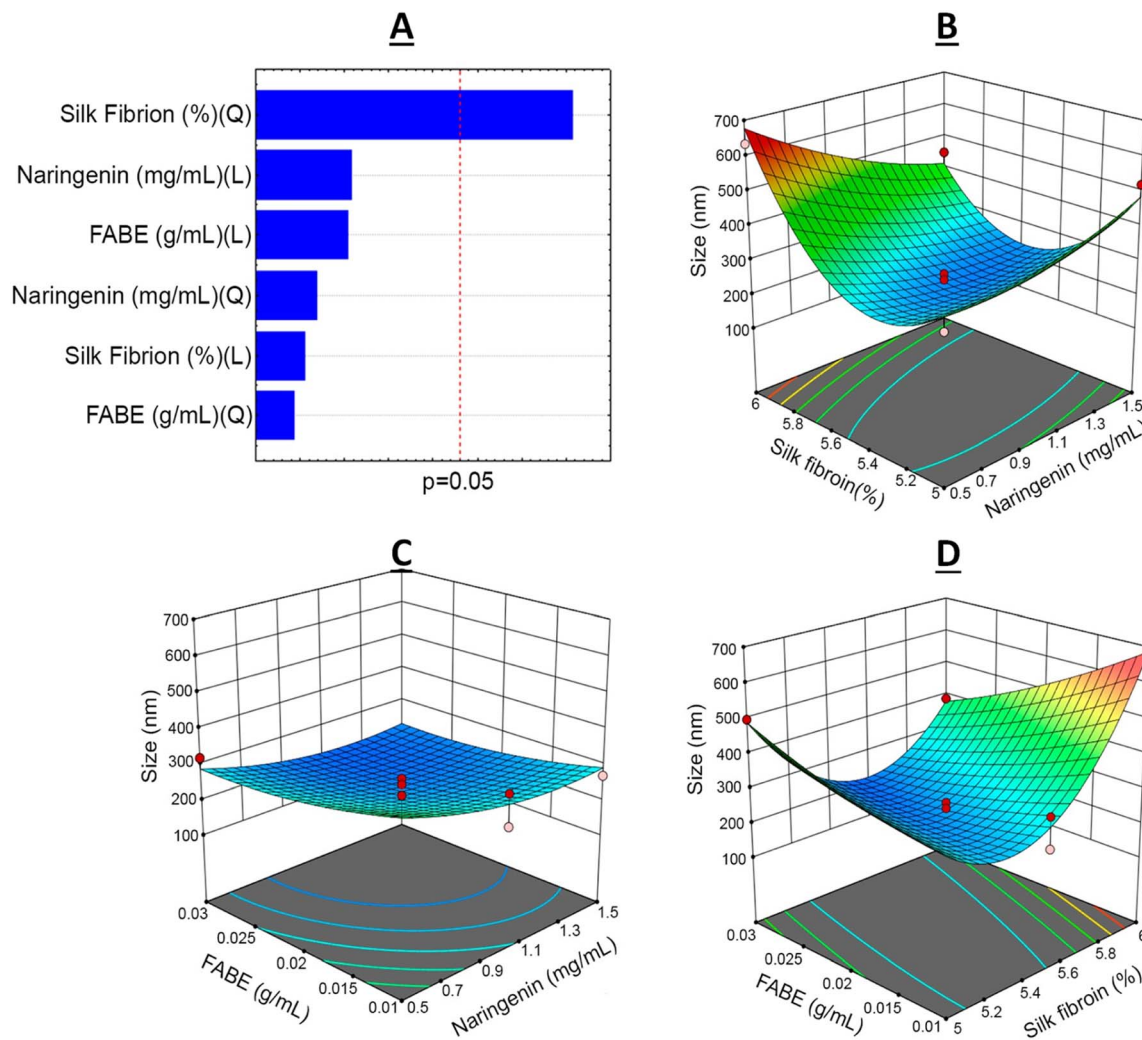 A
Silk Fibrion (%)(Q)
Naringenin (mg/mL)(L)
FABE (g/mL)(L)
Naringenin (mg/mL)(Q)
Silk Fibrion (%)(L)
FABE (g/mL)(Q)
p=0.05
B
700
600
500
400
300
200
100
Size (nm)
6
5.8
5.6
5.4
5.2
5
Silk fibroin(%)
0.5
0.7
0.9
1.1
1.3
1.5
Naringenin (mg/mL)
C
700
600
500
400
300
200
100
Size (nm)
0.03
0.025
0.02
0.015
0.01
FABE (g/mL)
0.5
0.7
0.9
1.1
1.3
1.5
Naringenin (mg/mL)
D
700
600
500
400
300
200
100
Size (nm)
0.03
0.025
0.02
0.015
0.01
FABE (g/mL)
5
5.2
5.4
5.6
5.8
6
Silk fibroin (%)